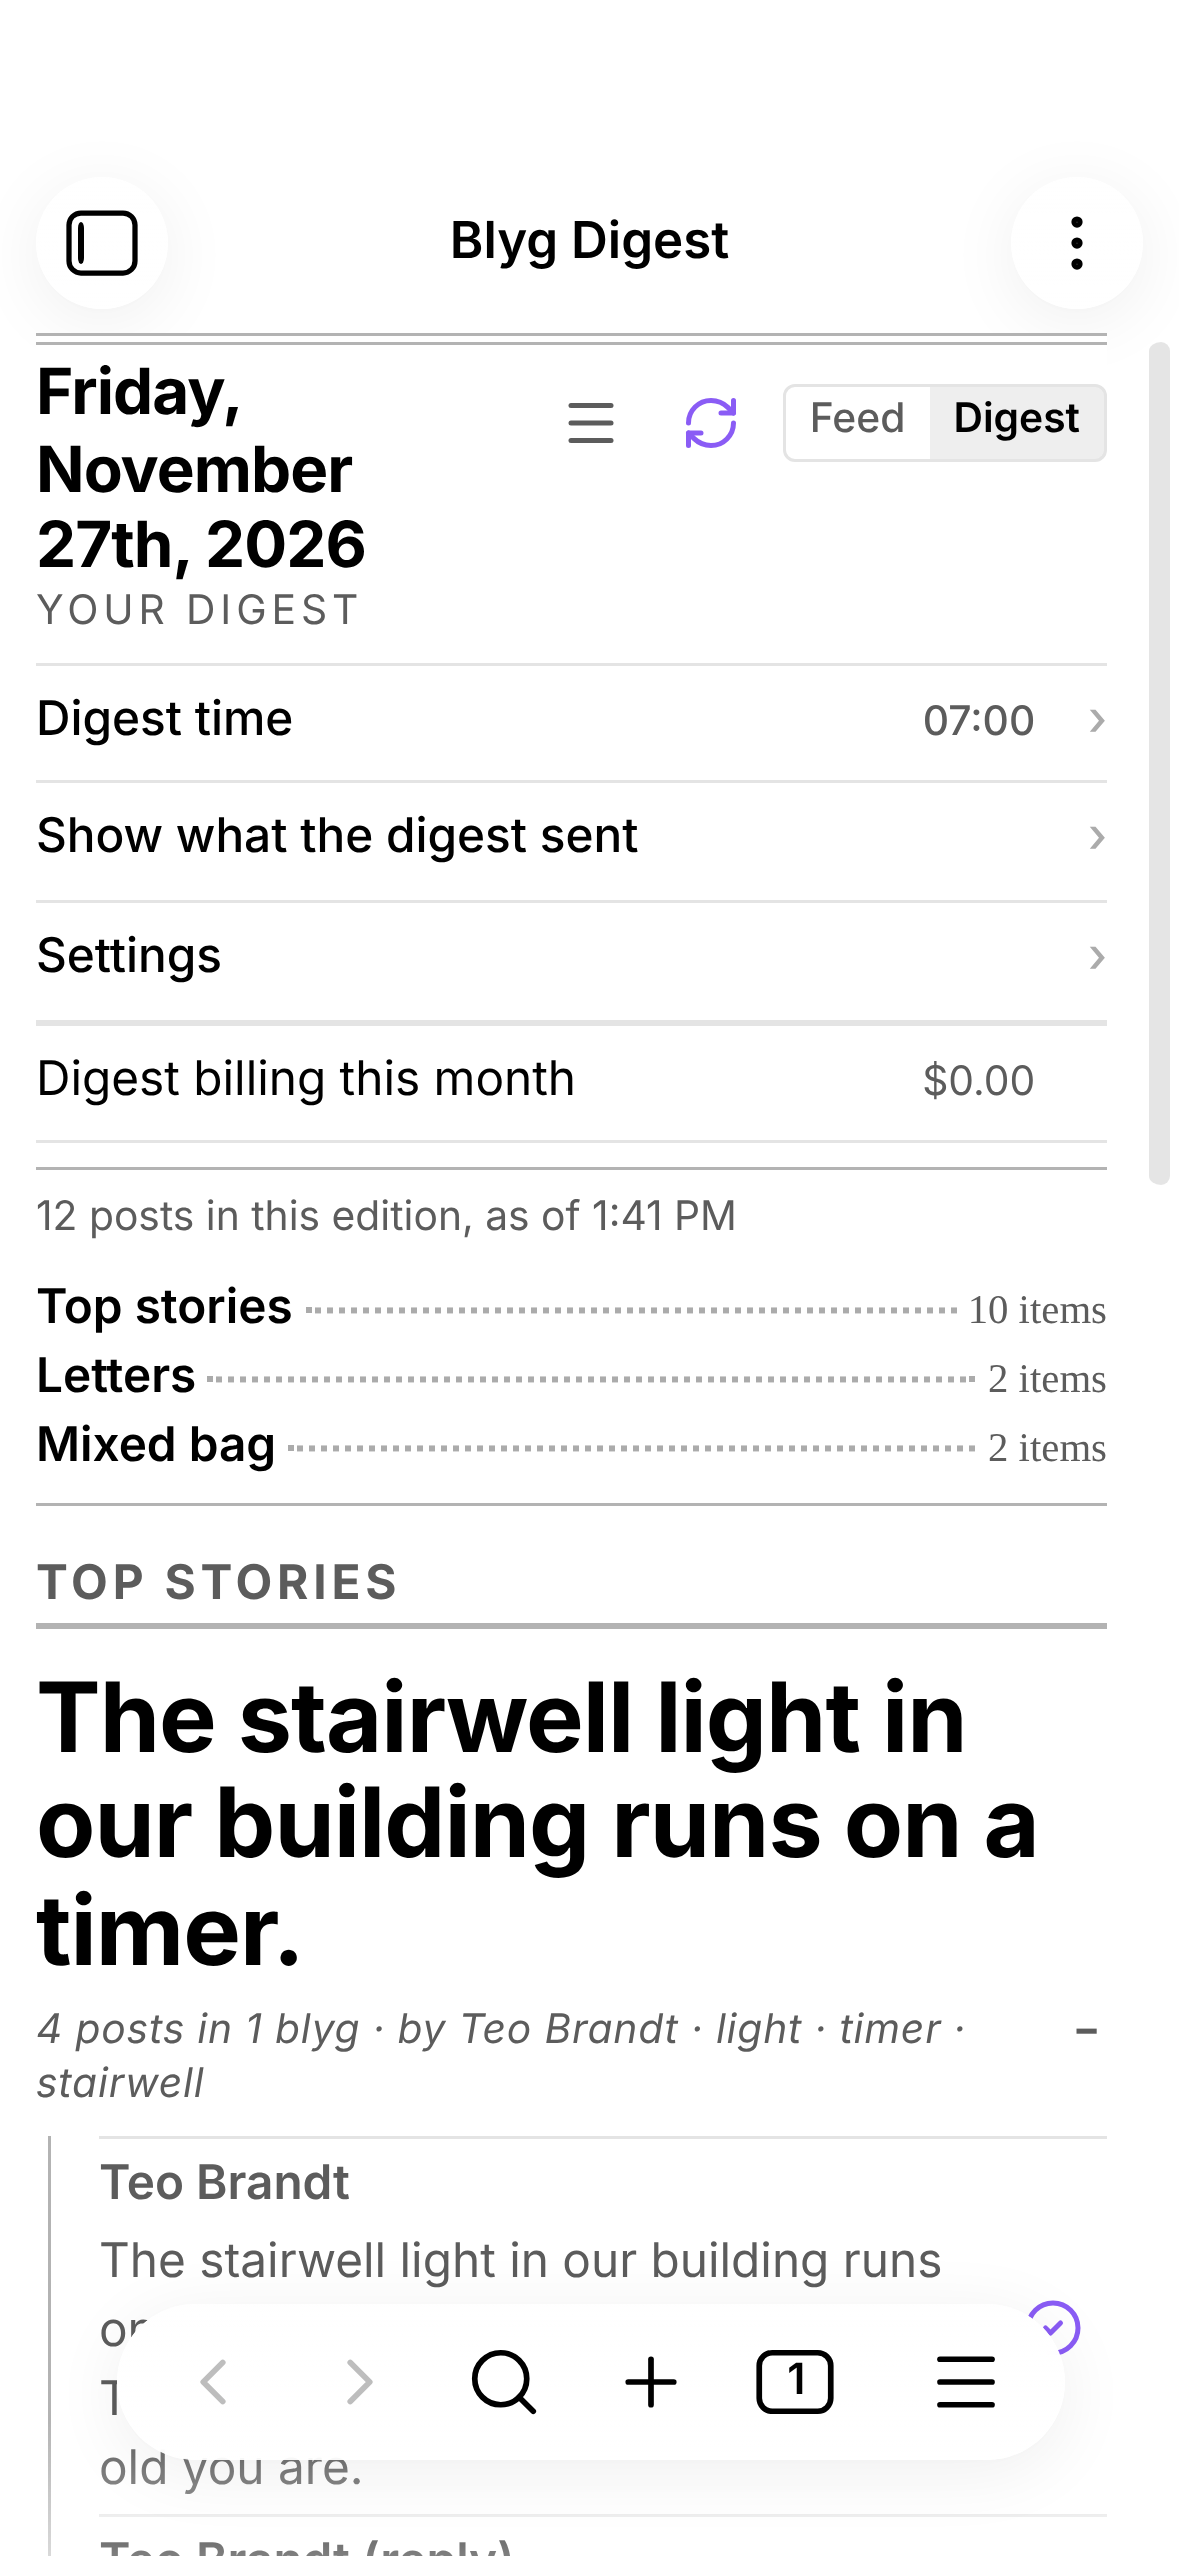 Blyg Digest
Friday,
November
27th, 2026
Feed Digest
YOUR DIGEST
Digest time 07:00
Show what the digest sent
Settings
Digest billing this month $0.00
12 posts in this edition, as of 1:41 PM
Top stories 10 items
Letters 2 items
Mixed bag 2 items
TOP STORIES
The stairwell light in
our building runs on a
timer.
4 posts in 1 blyg · by Teo Brandt · light · timer ·
stairwell
Teo Brandt
The stairwell light in our building runs
1
old you are.
Teo Brandt (reply)